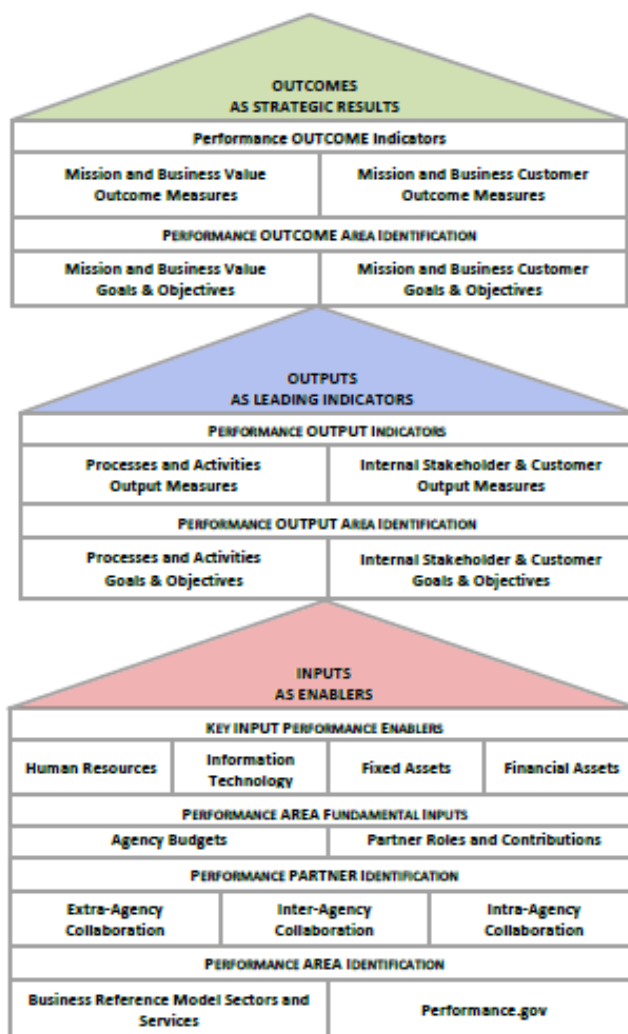 OUTCOMES
AS STRATEGIC RESULTS
Performance OUTCOME Indicators
Mission and Business Value
Outcome Measures
Mission and Business Customer
Outcome Measures
PERFORMANCE OUTCOME AREA IDENTIFICATION
Mission and Business Value
Goals & Objectives
Mission and Business Customer
Goals & Objectives
OUTPUTS
AS LEADING INDICATORS
PERFORMANCE OUTPUT INDICATORS
Processes and Activities
Output Measures
Internal Stakeholder & Customer
Output Measures
PERFORMANCE OUTPUT AREA IDENTIFICATION
Processes and Activities
Goals & Objectives
Internal Stakeholder & Customer
Goals & Objectives
INPUTS
AS ENABLERS
KEY INPUT PERFORMANCE ENABLERS
Human Resources
Information
Technology
Fixed Assets
Financial Assets
PERFORMANCE AREA FUNDAMENTAL INPUTS
Agency Budgets
Partner Roles and Contributions
PERFORMANCE PARTNER IDENTIFICATION
Extra-Agency
Collaboration
Inter-Agency
Collaboration
Intra-Agency
Collaboration
PERFORMANCE AREA IDENTIFICATION
Business Reference Model Sectors and
Services
Performance.gov